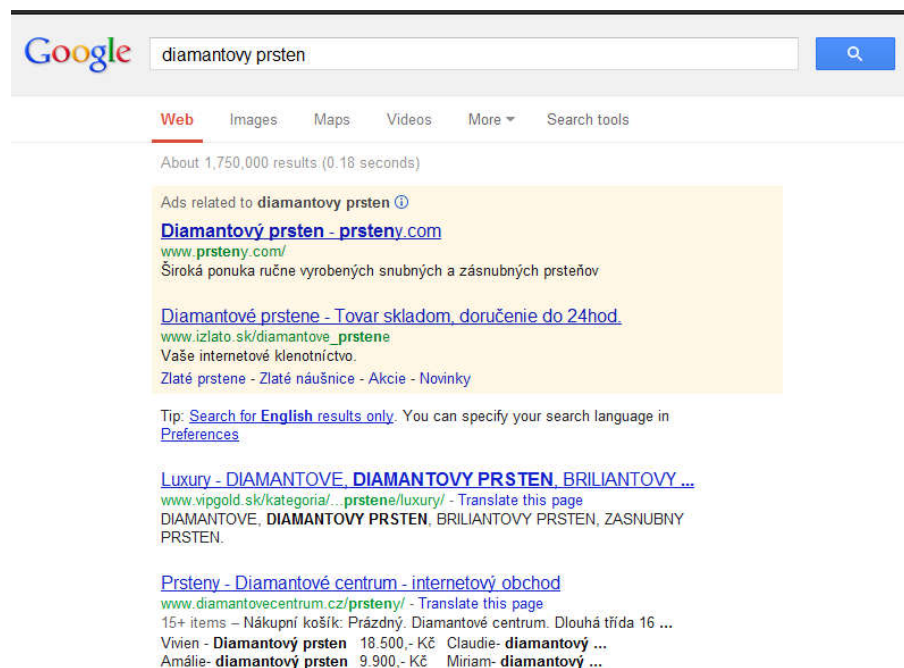 Google diamantovy prsten
Web Images Maps Videos More Search tools
About 1,750,000 results (0.18 seconds)
Ads related to diamantovy prsten
Diamantový prsten - prsteny.com
www.prsteny.com/
Široká ponuka ručne vyrobených snubných a zásnubných prsteňov
Diamantové prstene - Tovar skladom, doručenie do 24hod.
www.izlato.sk/diamantove_prstene
Vaše internetové klenotníctvo.
Zlaté prstene - Zlaté náušnice - Akcie - Novinky
Tip: Search for English results only. You can specify your search language in
Preferences
Luxury - DIAMANTOVE, DIAMANTOVY PRSTEN, BRILIANTOVY ...
www.vipgold.sk/kategoria/...prstene/luxury/ - Translate this page
DIAMANTOVE, DIAMANTOVY PRSTEN, BRILIANTOVY PRSTEN, ZASNUBNY
PRSTEN.
Prsteny - Diamantové centrum - internetový obchod
www.diamantovecentrum.cz/prsteny/ - Translate this page
15+ items – Nákupní košík: Prázdný. Diamantové centrum. Dlouhá třída 16 ...
Vivien - Diamantový prsten 18.500,- Kč Claudie- diamantový ...
Amálie- diamantový prsten 9.900,- Kč Miriam- diamantový ...